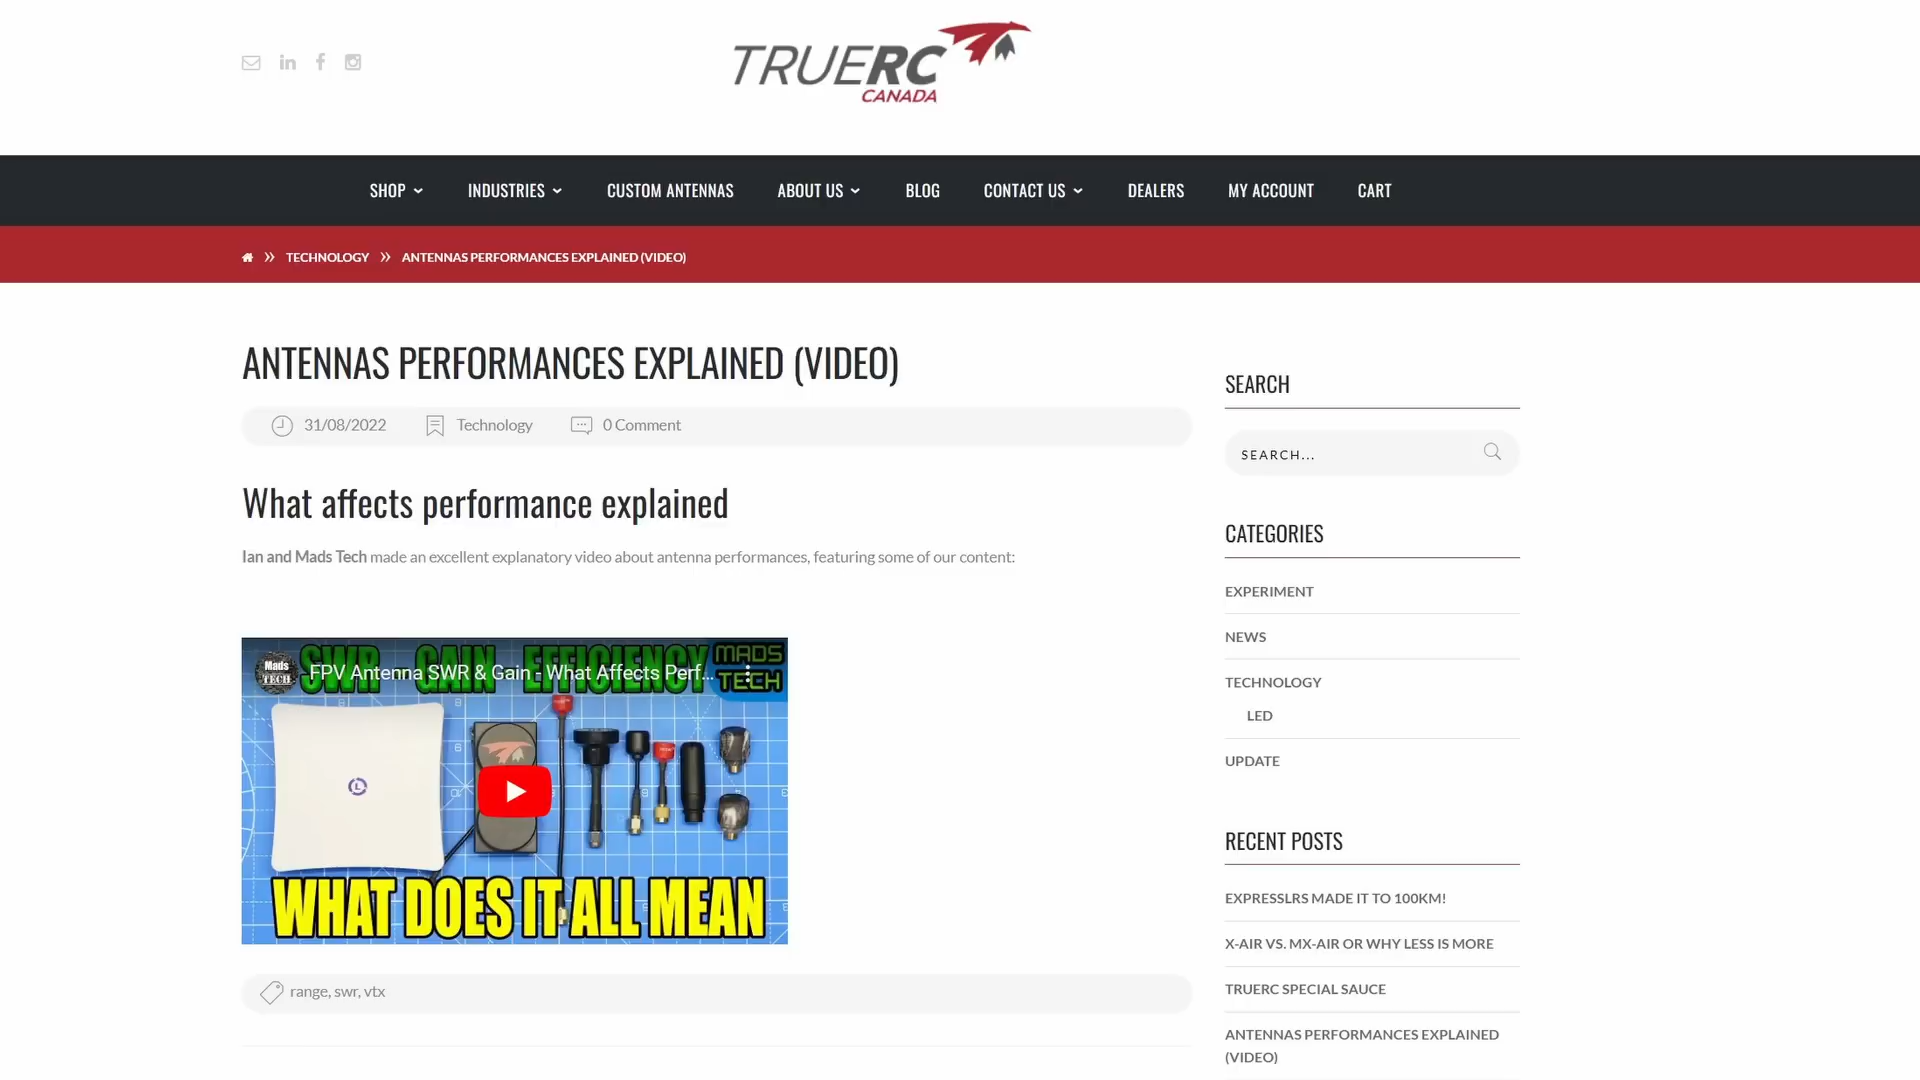 TRUERC
CANADA
SHOP
INDUSTRIES
CUSTOM ANTENNAS
ABOUT US
BLOG
CONTACT US
DEALERS
MY ACCOUNT
CART
TECHNOLOGY
ANTENNAS PERFORMANCES EXPLAINED (VIDEO)
ANTENNAS PERFORMANCES EXPLAINED (VIDEO)
31/08/2022
Technology
0 Comment
What affects performance explained
Ian and Mads Tech made an excellent explanatory video about antenna performances, featuring some of our content:
SWR - GAIN - EFFICIENCY
MADS
TECH
Mads
TECH
FPV Antenna SWR & Gain - What Affects Perf...
WHAT DOES IT ALL MEAN
range, swr, vtx
SEARCH
SEARCH...
CATEGORIES
EXPERIMENT
NEWS
TECHNOLOGY
LED
UPDATE
RECENT POSTS
EXPRESSLRS MADE IT TO 100KM!
X-AIR VS. MX-AIR OR WHY LESS IS MORE
TRUERC SPECIAL SAUCE
ANTENNAS PERFORMANCES EXPLAINED
(VIDEO)